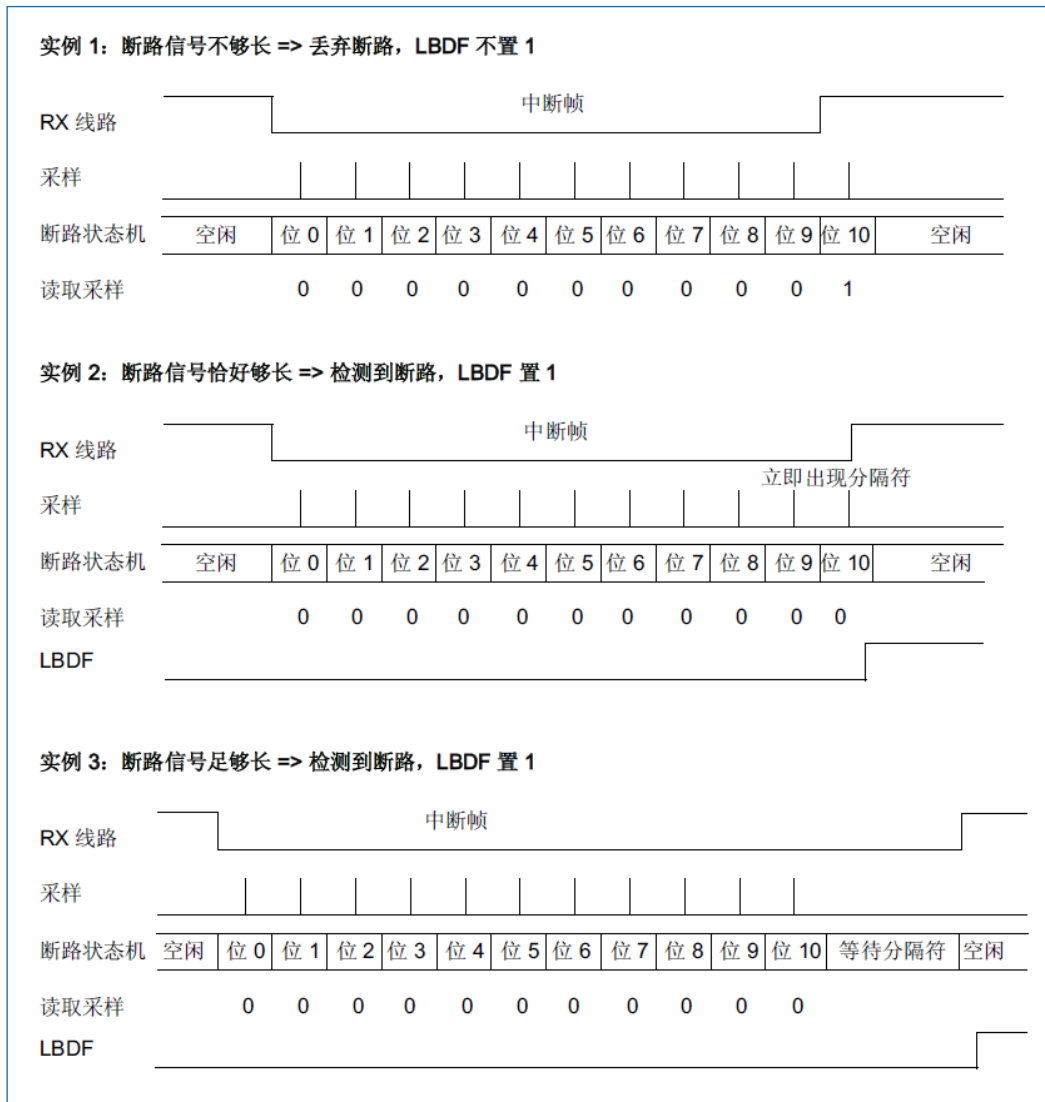 实例 1：断路信号不够长 => 丢弃断路，LBDF 不置 1
中断帧
RX 线路
采样
断路状态机 空闲 位 0 位 1 位 2 位 3 位 4 位 5 位 6 位 7 位 8 位 9 位 10 空闲
读取采样 0 0 0 0 0 0 0 0 0 0 1
实例 2：断路信号恰好够长 => 检测到断路，LBDF 置 1
中断帧
RX 线路
立即出现分隔符
采样
断路状态机 空闲 位 0 位 1 位 2 位 3 位 4 位 5 位 6 位 7 位 8 位 9 位 10 空闲
读取采样 0 0 0 0 0 0 0 0 0 0 0
LBDF
实例 3：断路信号足够长 => 检测到断路，LBDF 置 1
中断帧
RX 线路
采样
断路状态机 空闲 位 0 位 1 位 2 位 3 位 4 位 5 位 6 位 7 位 8 位 9 位 10 等待分隔符 空闲
读取采样 0 0 0 0 0 0 0 0 0 0 0
LBDF